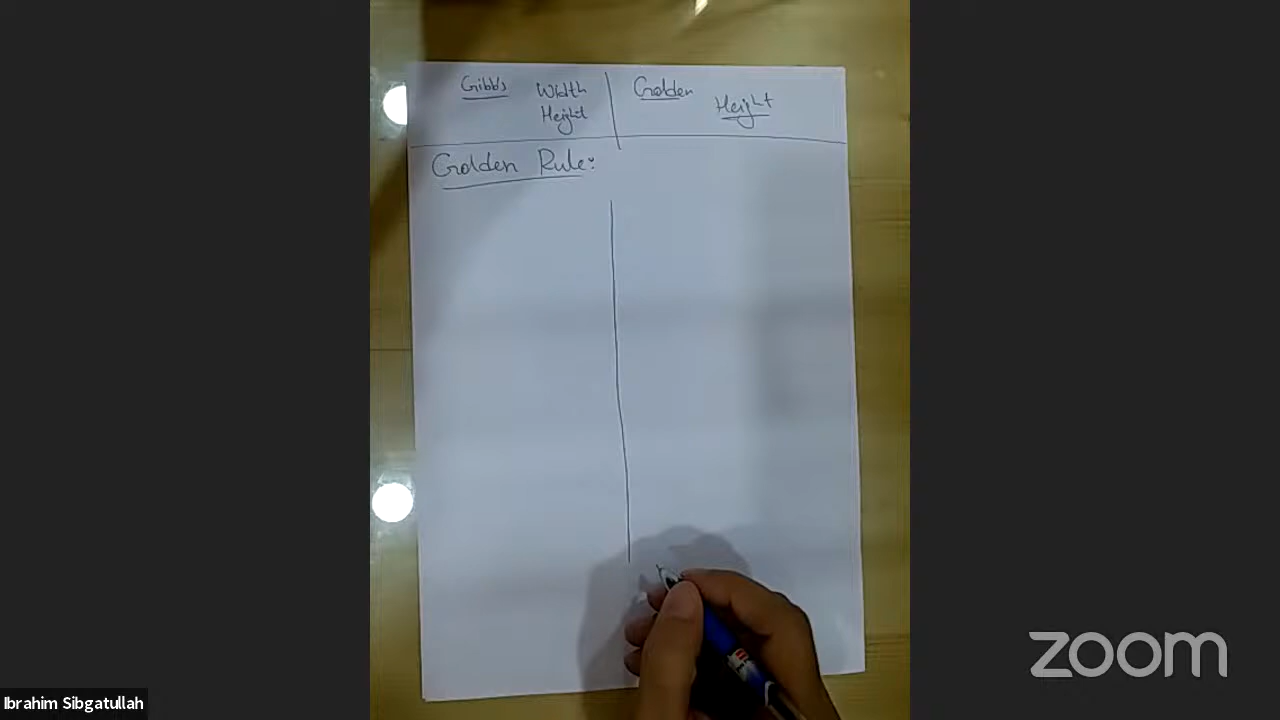 Gibbs Width
Height
Golden
Height
Golden Rule:
zoom
Ibrahim Sibgatullah